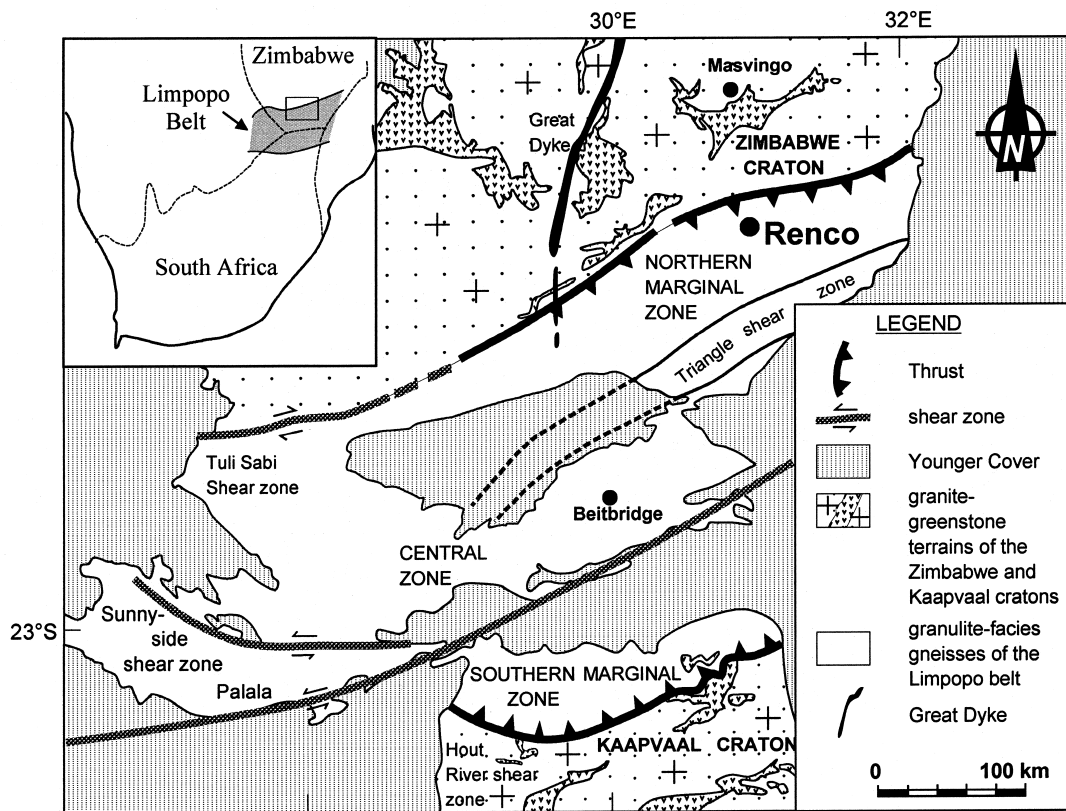 30°E
32°E
Zimbabwe
Limpopo
Belt
South Africa
Masvingo
Great
Dyke
ZIMBABWE
CRATON
N
Renco
NORTHERN
MARGINAL
ZONE
Triangle shear zone
Tuli Sabi
Shear zone
Beitbridge
CENTRAL
ZONE
23°S
Sunny-
side
shear zone
Palala
SOUTHERN MARGINAL
ZONE
KAAPVAAL CRATON
Hout
River shear
zone
LEGEND
Thrust
shear zone
Younger Cover
granite-
greenstone
terrains of the
Zimbabwe and
Kaapvaal cratons
granulite-facies
gneisses of the
Limpopo belt
Great Dyke
0 100 km